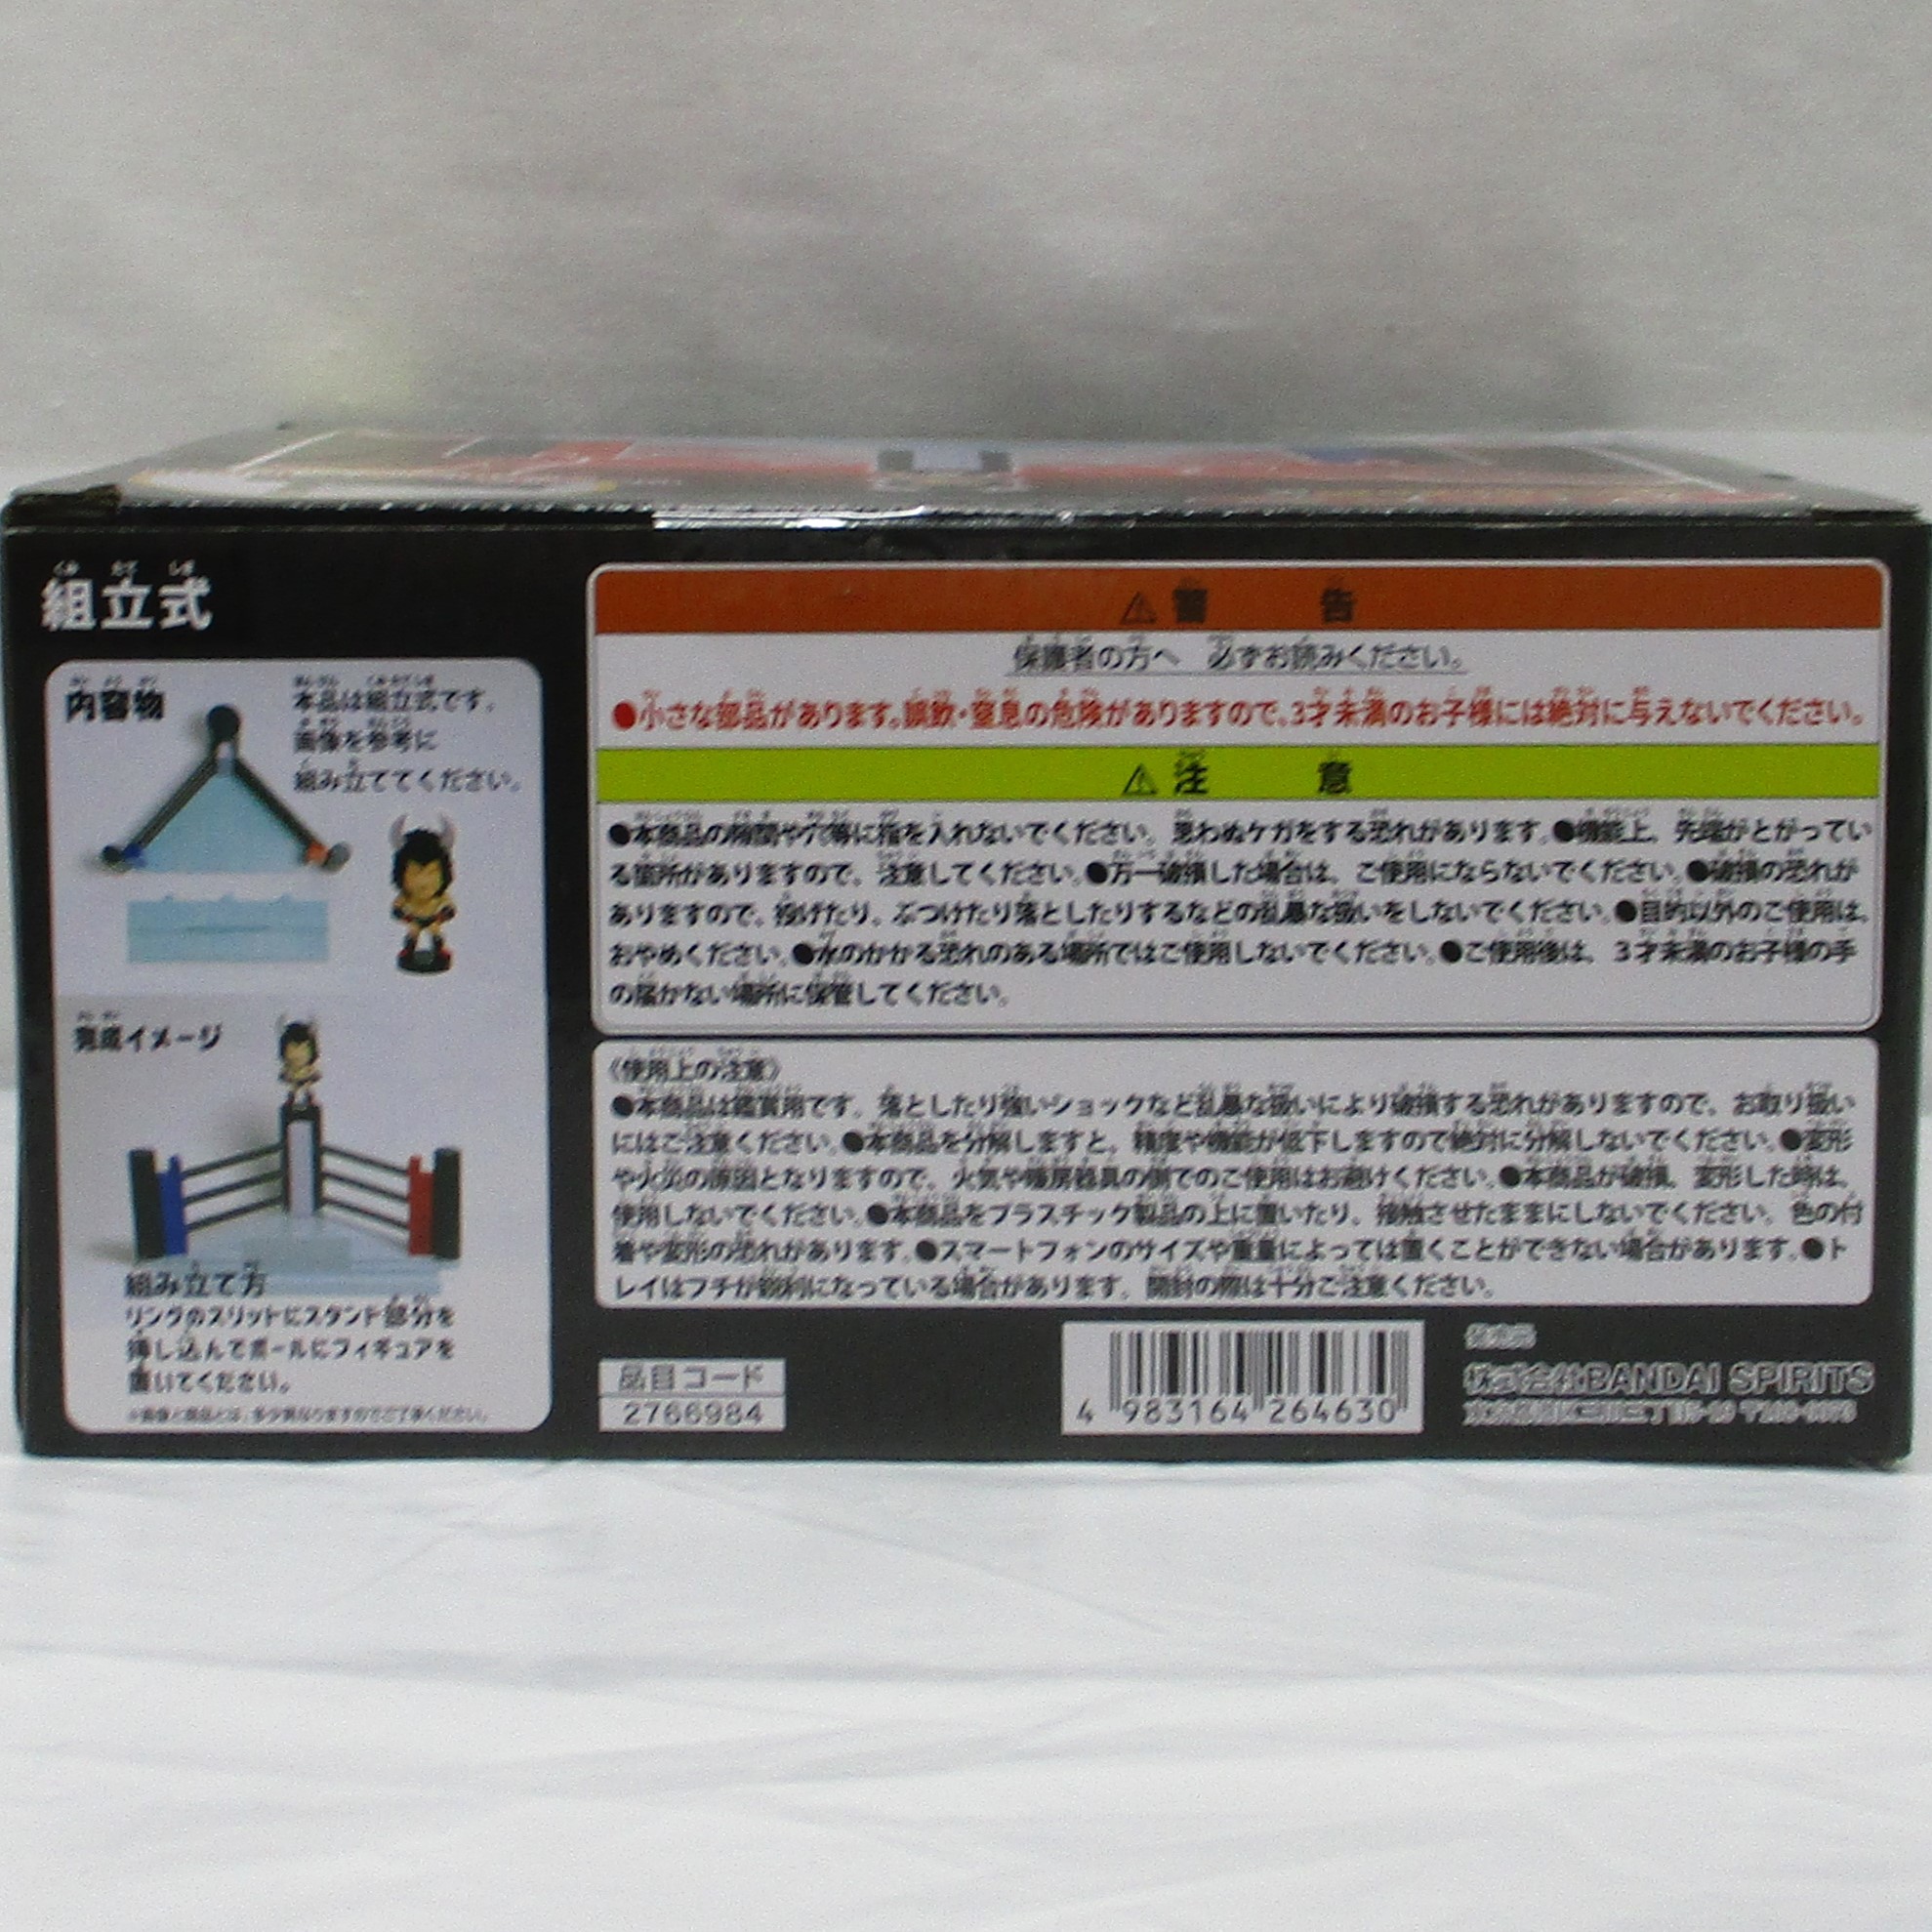 組立式
内容物
本品は組立式です。
画像を参考に
組み立ててください。
完成イメージ
組み立て方
リングのスリットにスタンド部分を
挿し込んでポールにフィギュアを
置いてください。
※画像と商品とは、多少異なりますのでご了承ください。
⚠警告
保護者の方へ 必ずお読みください。
●小さな部品があります。誤飲・窒息の危険がありますので、3才未満のお子様には絶対に与えないでください。
⚠注意
●本商品の隙間や穴等に指を入れないでください。思わぬケガをする恐れがあります。●機能上、先端がとがってい
る箇所がありますので、注意してください。●万一破損した場合は、ご使用にならないでください。●破損の恐れが
ありますので、投げたり、ぶつけたり落としたりするなどの乱暴な扱いをしないでください。●目的以外のご使用は、
おやめください。●水のかかる恐れのある場所ではご使用しないでください。●ご使用後は、3才未満のお子様の手
の届かない場所に保管してください。
《使用上の注意》
●本商品は鑑賞用です。落としたり強いショックなど乱暴な扱いにより破損する恐れがありますので、お取り扱い
にはご注意ください。●本商品を分解しますと、精度や機能が低下しますので絶対に分解しないでください。●変形
や火災の原因となりますので、火気や暖房器具の側でのご使用はお避けください。●本商品が破損、変形した時は、
使用しないでください。●本商品をプラスチック製品の上に置いたり、接触させたままにしないでください。色の付
着や変形の恐れがあります。●スマートフォンのサイズや重量によっては置くことができない場合があります。●ト
レイはフチが鋭利になっている場合があります。開封の際は十分ご注意ください。
品目コード
2766984
4 983164 264630
株式会社BANDAI SPIRITS